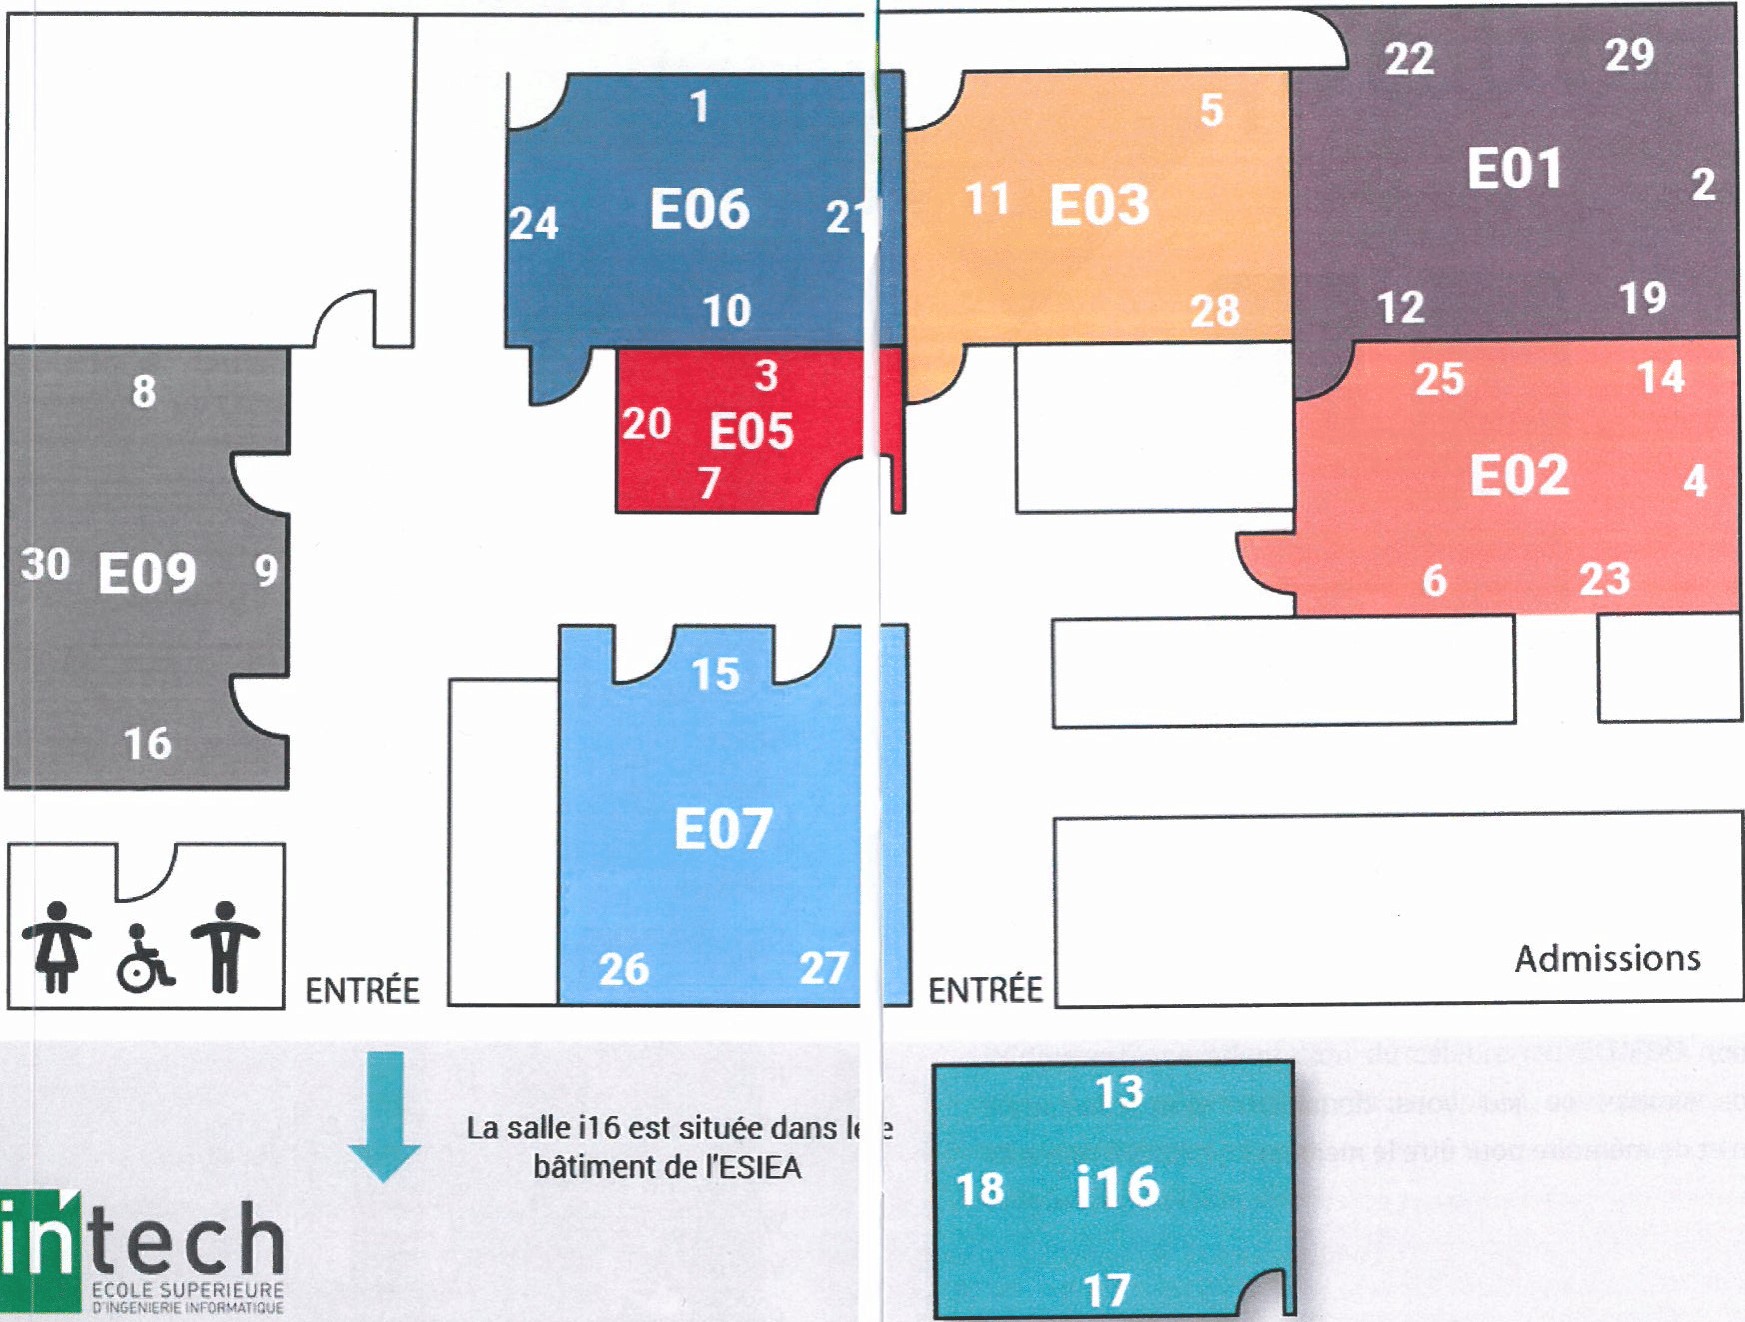 22 29
1 5
E01
2
11 E03
24 E06 21
12 19
10 28
3
25 14
8
20 E05
7
E02 4
30 E09 9
6 23
15
16
E07
26 27
Admissions
ENTRÉE
ENTRÉE
13
La salle i16 est située dans le e
bâtiment de l'ESIEA
18 i16
17
intech
ECOLE SUPERIEURE
D'INGENIERIE INFORMATIQUE